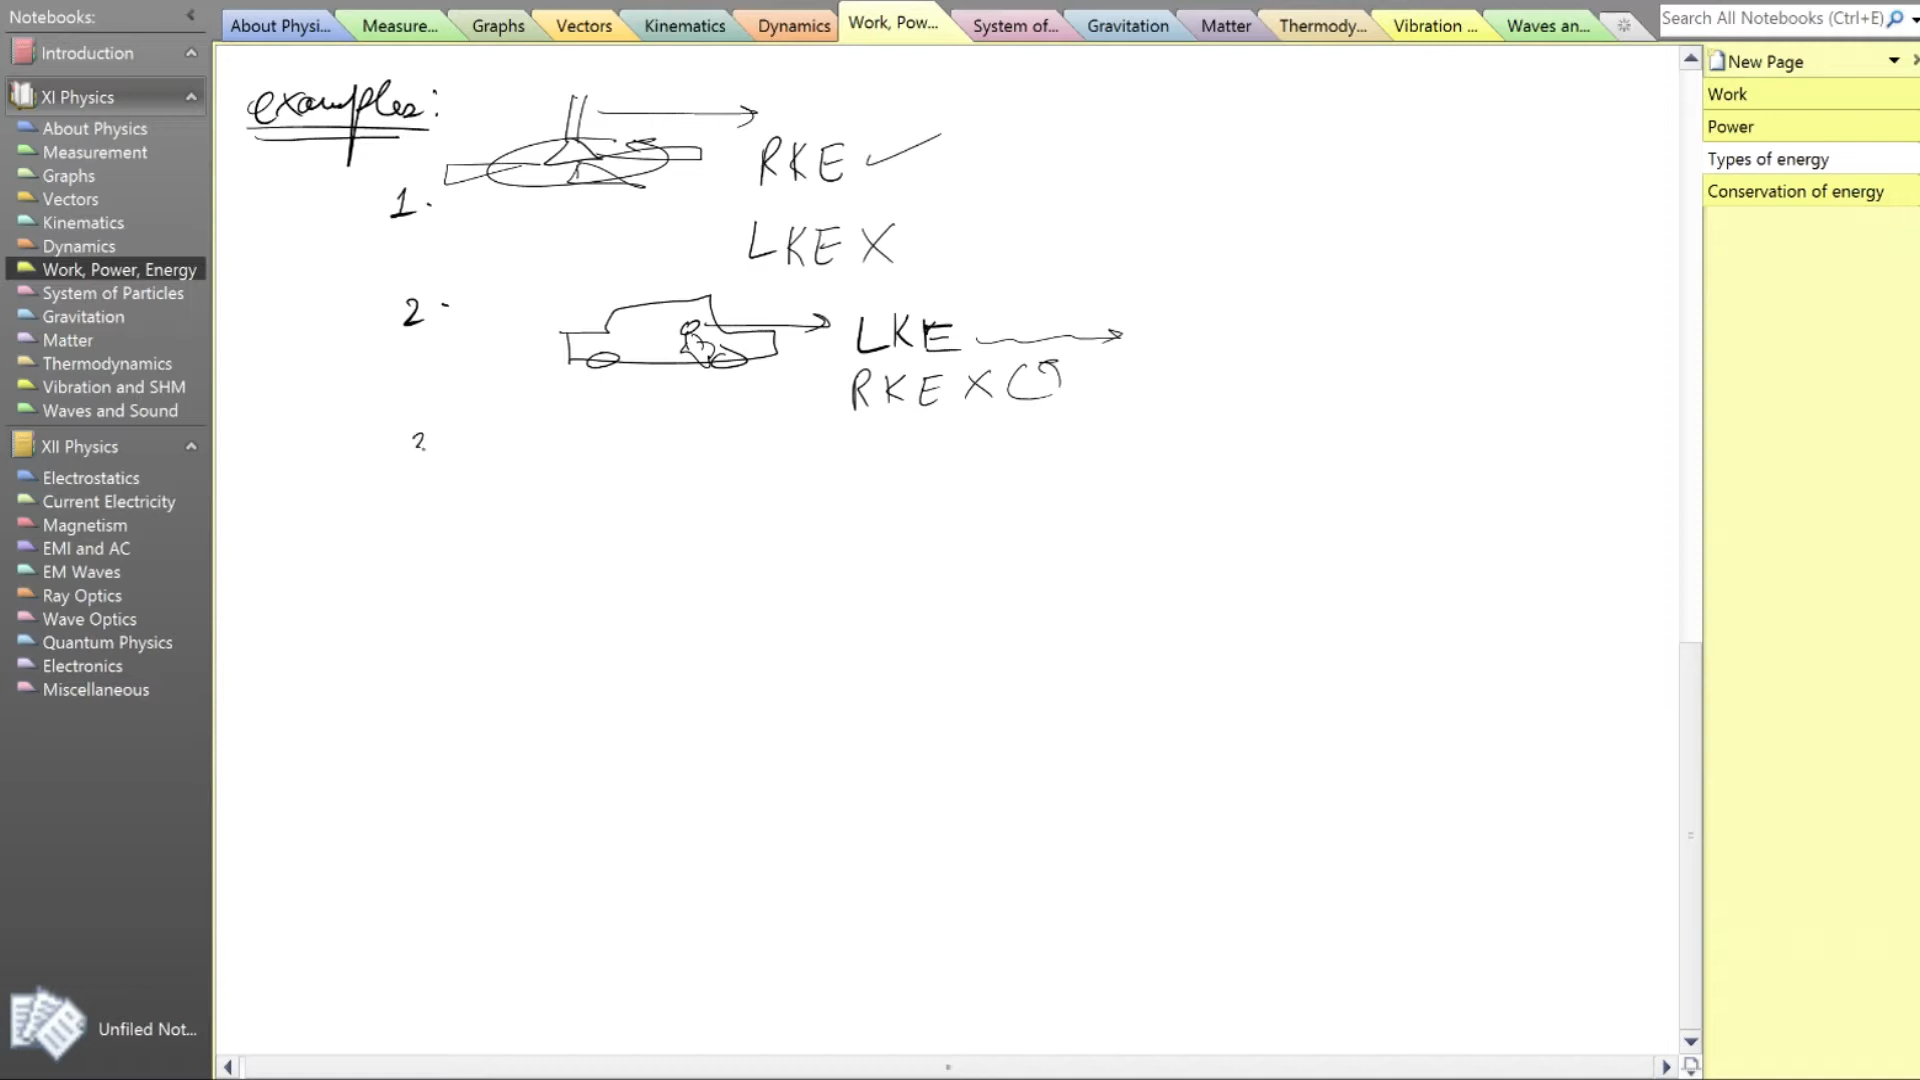 Notebooks:
Introduction
XI Physics
About Physics
Measurement
Graphs
Vectors
Kinematics
Dynamics
Work, Power, Energy
System of Particles
Gravitation
Matter
Thermodynamics
Vibration and SHM
Waves and Sound
XII Physics
Electrostatics
Current Electricity
Magnetism
EMI and AC
EM Waves
Ray Optics
Wave Optics
Quantum Physics
Electronics
Miscellaneous
Unfiled Not...
About Physi... Measure... Graphs Vectors Kinematics Dynamics Work, Pow... System of... Gravitation Matter Thermody... Vibration ... Waves an...
Search All Notebooks (Ctrl+E)
examples:
1.
RKE ✓
LKE X
2.
LKE
RKE X
New Page
Work
Power
Types of energy
Conservation of energy